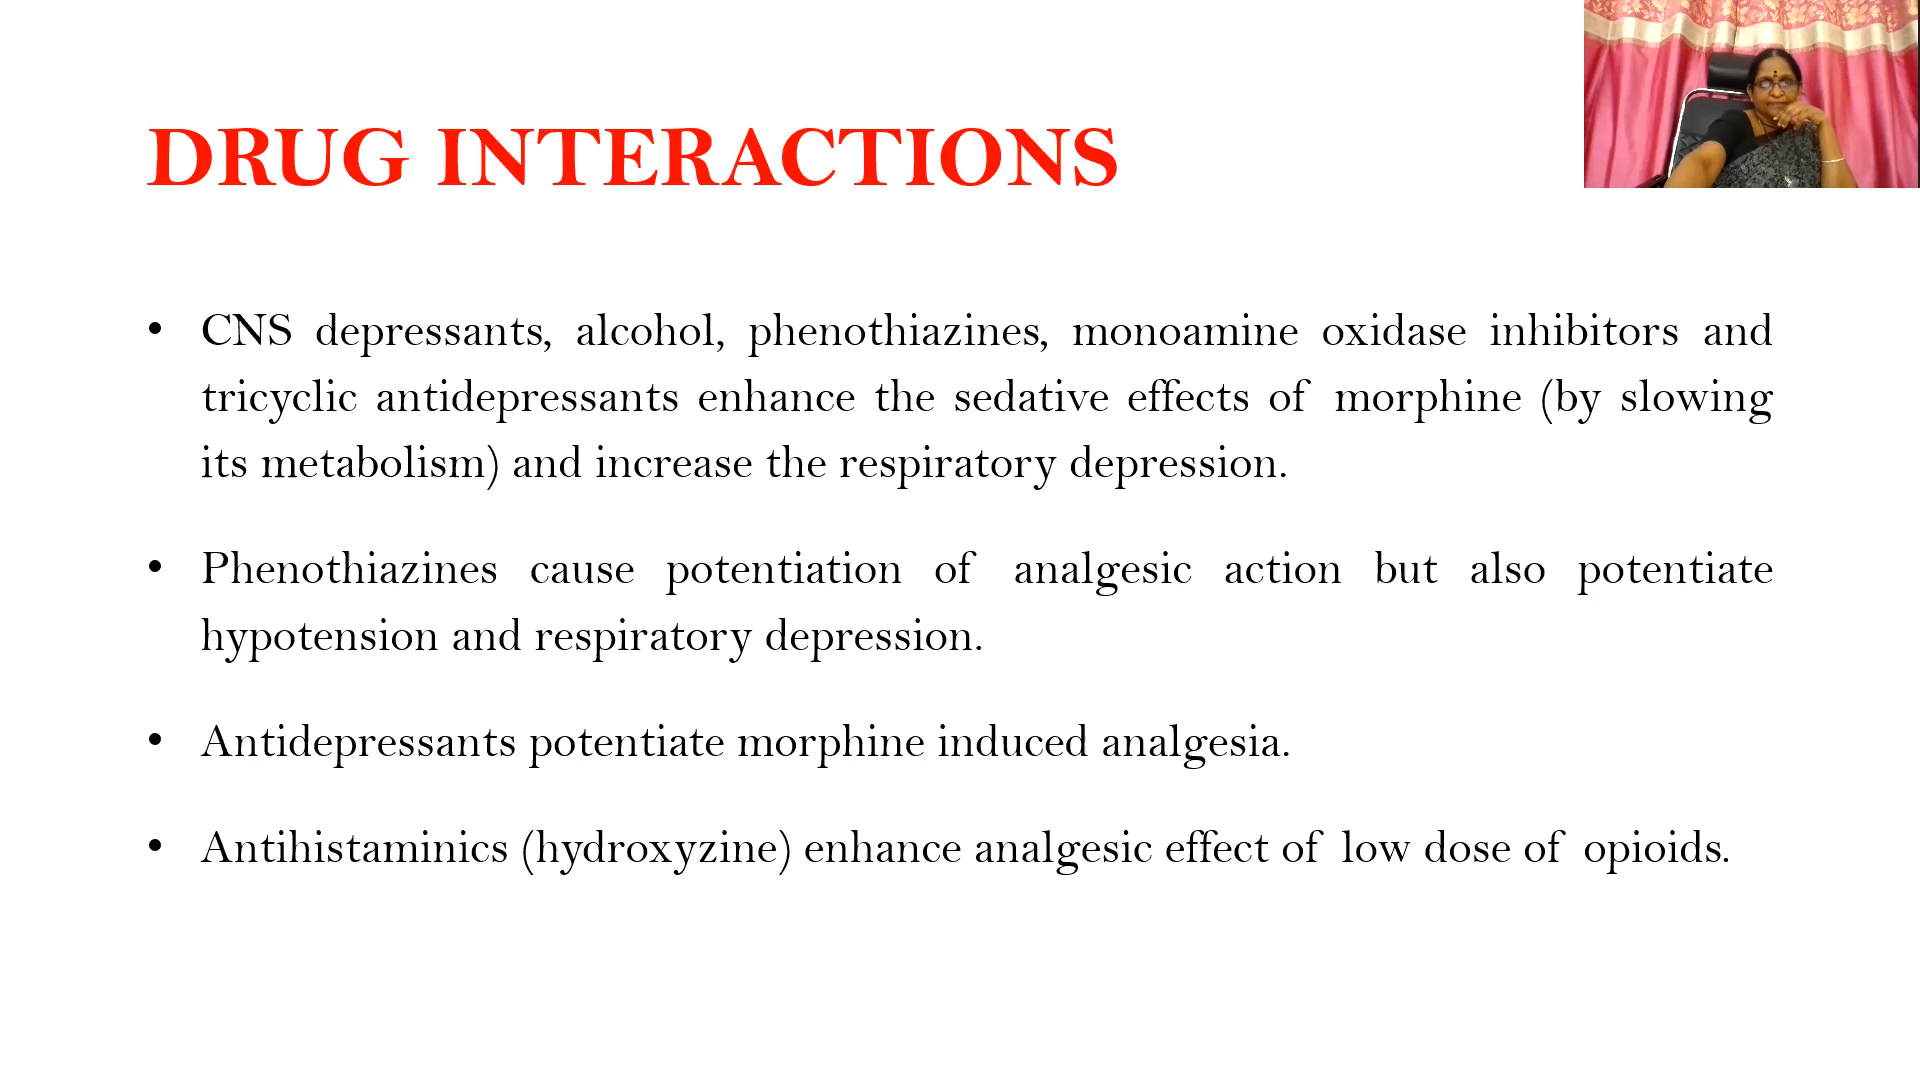 DRUG INTERACTIONS
• CNS depressants, alcohol, phenothiazines, monoamine oxidase inhibitors and
tricyclic antidepressants enhance the sedative effects of morphine (by slowing
its metabolism) and increase the respiratory depression.
• Phenothiazines cause potentiation of analgesic action but also potentiate
hypotension and respiratory depression.
• Antidepressants potentiate morphine induced analgesia.
• Antihistaminics (hydroxyzine) enhance analgesic effect of low dose of opioids.